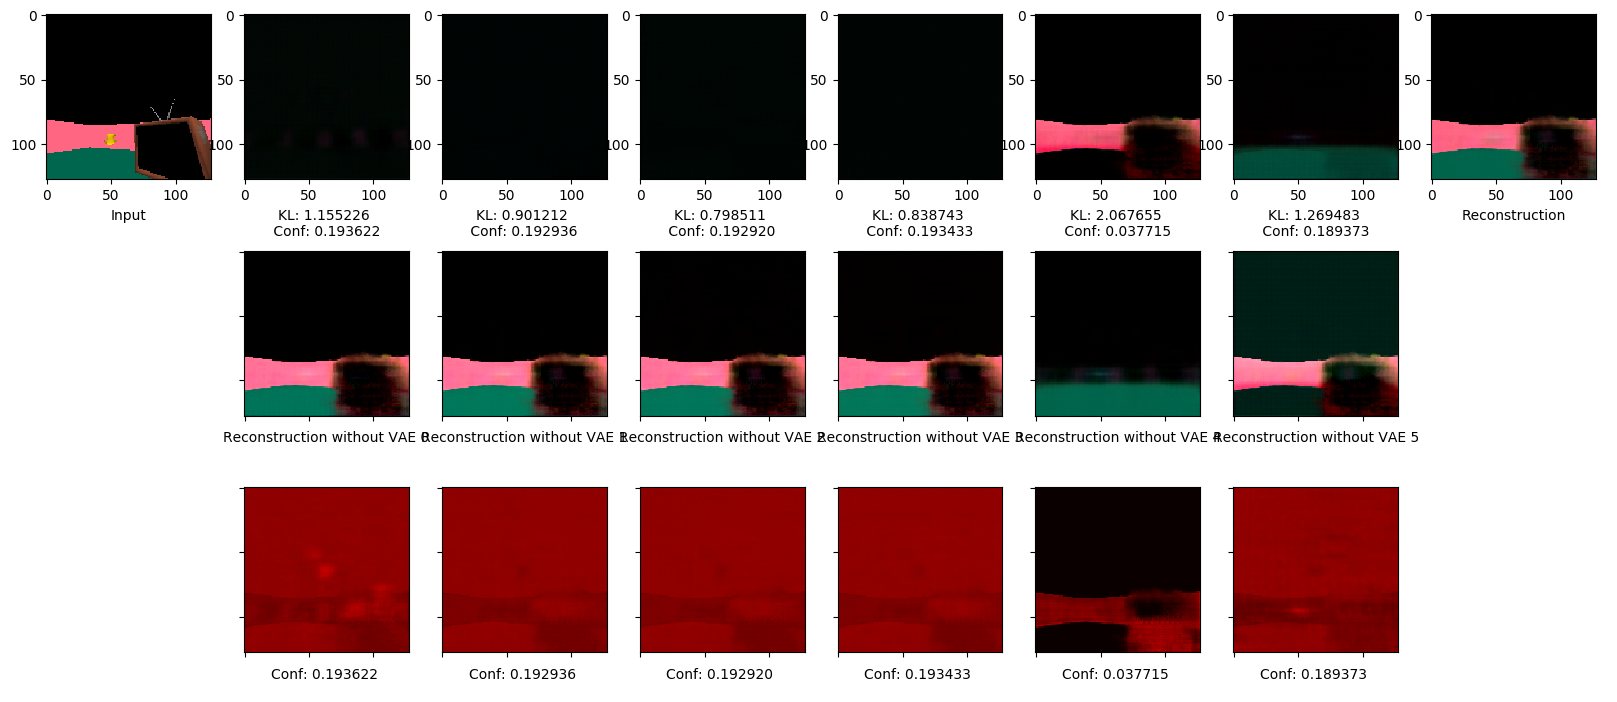 0
50
100
0 50 100
Input
0
50
100
0 50 100
KL: 1.155226
Conf: 0.193622
0
50
100
0 50 100
KL: 0.901212
Conf: 0.192936
0
50
100
0 50 100
KL: 0.798511
Conf: 0.192920
0
50
100
0 50 100
KL: 0.838743
Conf: 0.193433
0
50
100
0 50 100
KL: 2.067655
Conf: 0.037715
0
50
100
0 50 100
KL: 1.269483
Conf: 0.189373
0
50
100
0 50 100
Reconstruction
Reconstruction without VAE 0
Reconstruction without VAE 1
Reconstruction without VAE 2
Reconstruction without VAE 3
Reconstruction without VAE 4
Reconstruction without VAE 5
Conf: 0.193622
Conf: 0.192936
Conf: 0.192920
Conf: 0.193433
Conf: 0.037715
Conf: 0.189373